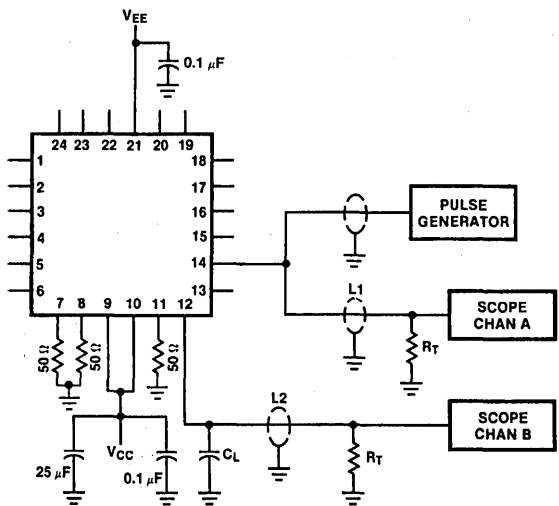 VEE
0.1 μF
24 23 22 21 20 19
1
2
3
4
5
6
18
17
16
15
14
13
7 8 9 10 11 12
PULSE
GENERATOR
L1
SCOPE
CHAN A
RT
50 Ω
50 Ω
50 Ω
L2
SCOPE
CHAN B
RT
25 μF
VCC
0.1 μF
CL